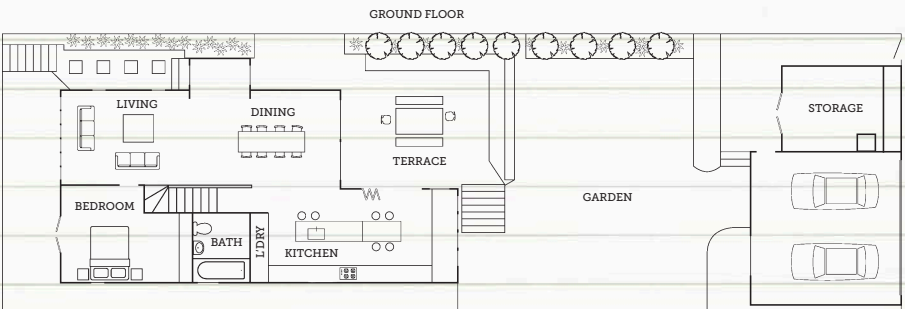 GROUND FLOOR
LIVING
DINING
TERRACE
STORAGE
GARDEN
BEDROOM
BATH
L'DRY
KITCHEN